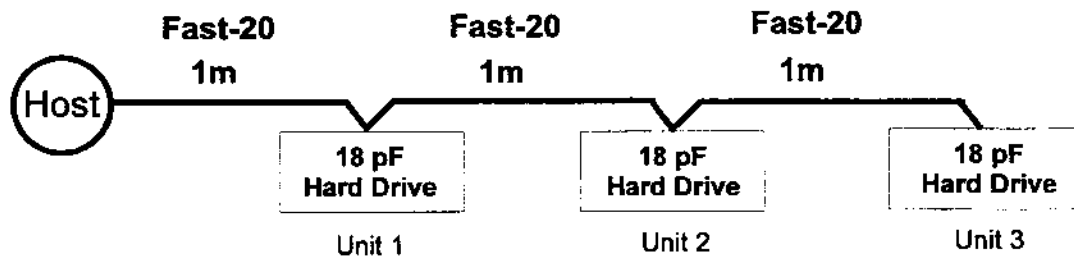 Fast-20
Fast-20
Fast-20
1m
1m
1m
Host
18 pF
Hard Drive
18 pF
Hard Drive
18 pF
Hard Drive
Unit 1
Unit 2
Unit 3